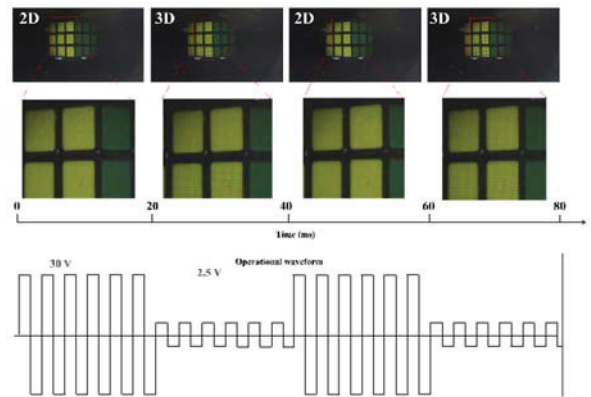 2D 3D 2D 3D
0 20 40 60 80
Time (ms)
Operational waveform
30 V
2.5 V